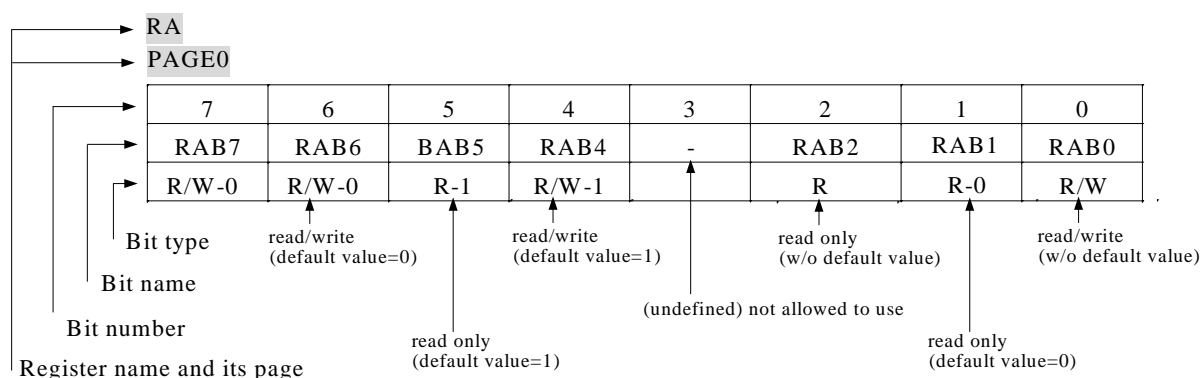 RA
PAGE0
7 6 5 4 3 2 1 0
RAB7 RAB6 BAB5 RAB4 - RAB2 RAB1 RAB0
R/W-0 R/W-0 R-1 R/W-1 R R-0 R/W
Bit type
read/write
(default value=0)
read/write
(default value=1)
read only
(w/o default value)
read/write
(w/o default value)
Bit name
(undefined) not allowed to use
Bit number
read only
(default value=1)
read only
(default value=0)
Register name and its page